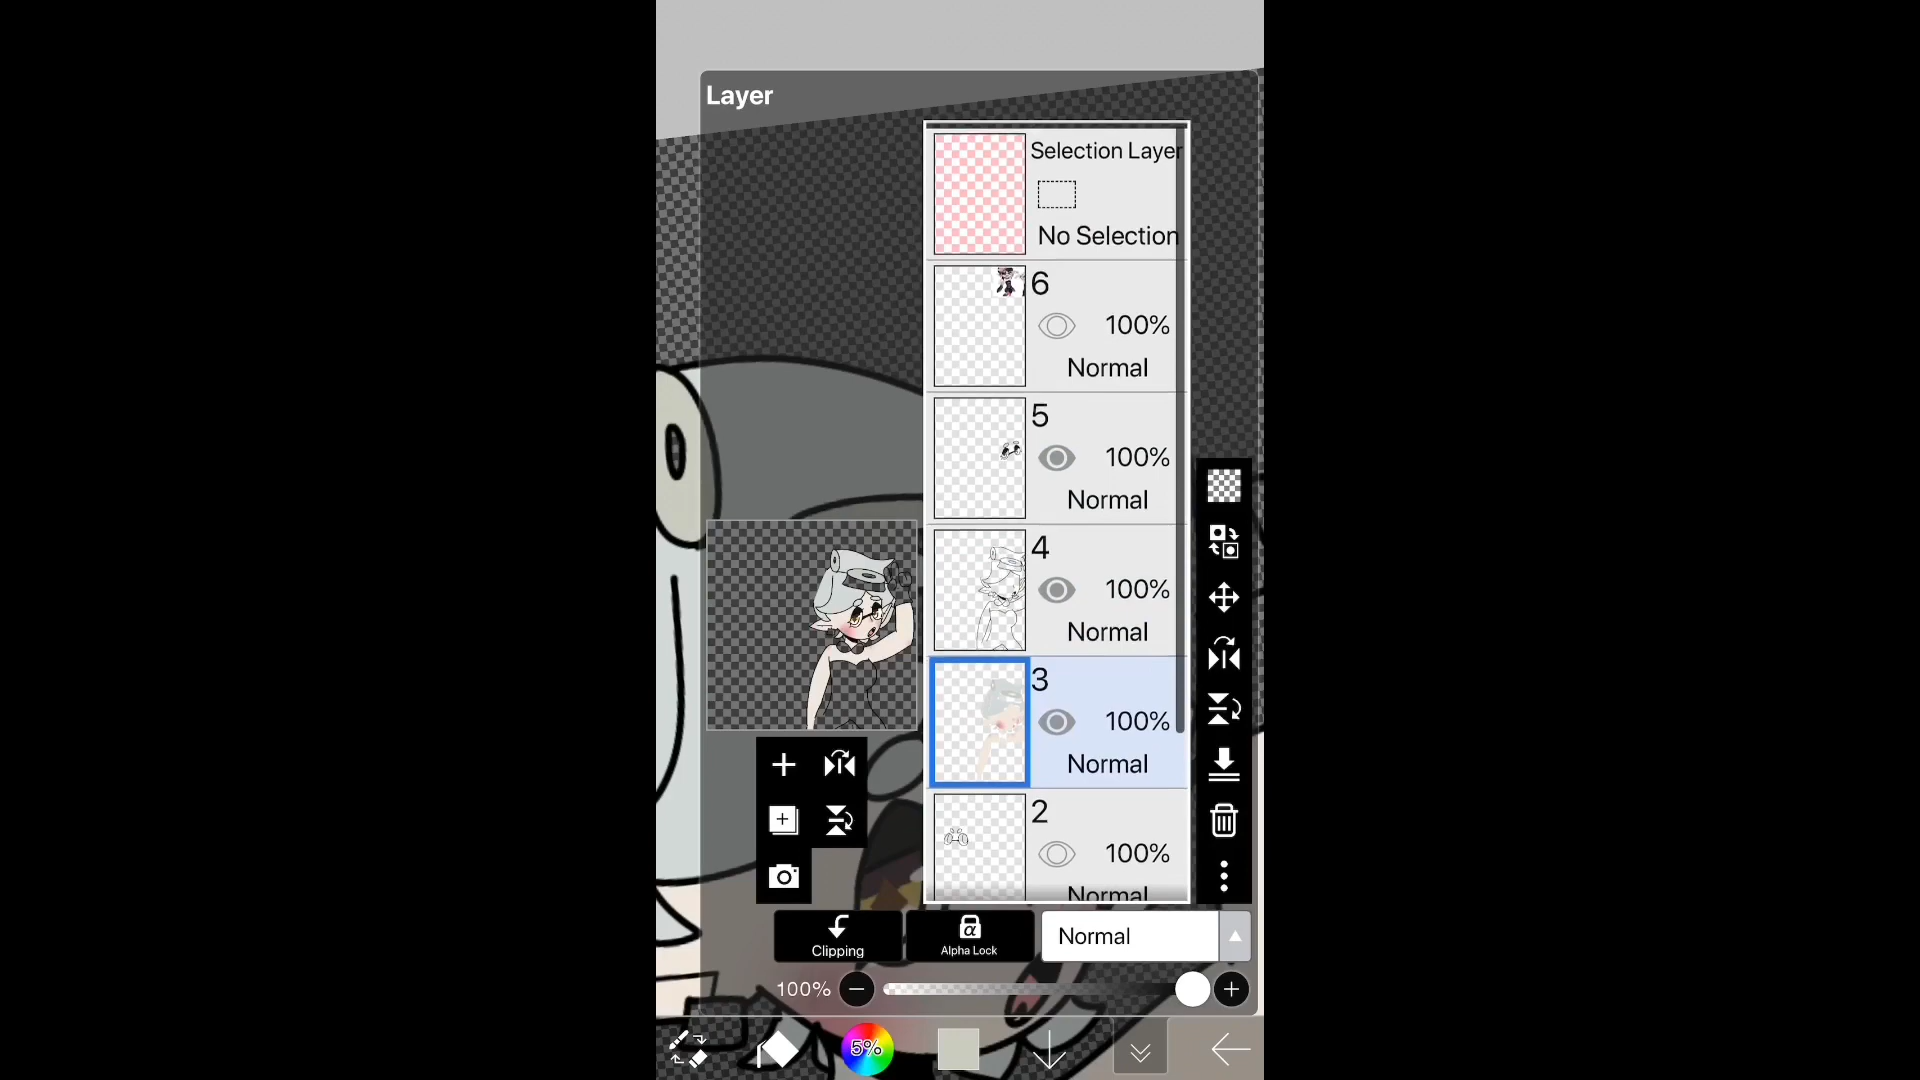 Layer
Selection Layer
No Selection
6
100%
Normal
5
100%
Normal
4
100%
Normal
3
100%
Normal
2
100%
Normal
Clipping
α
Alpha Lock
Normal
100%
5%